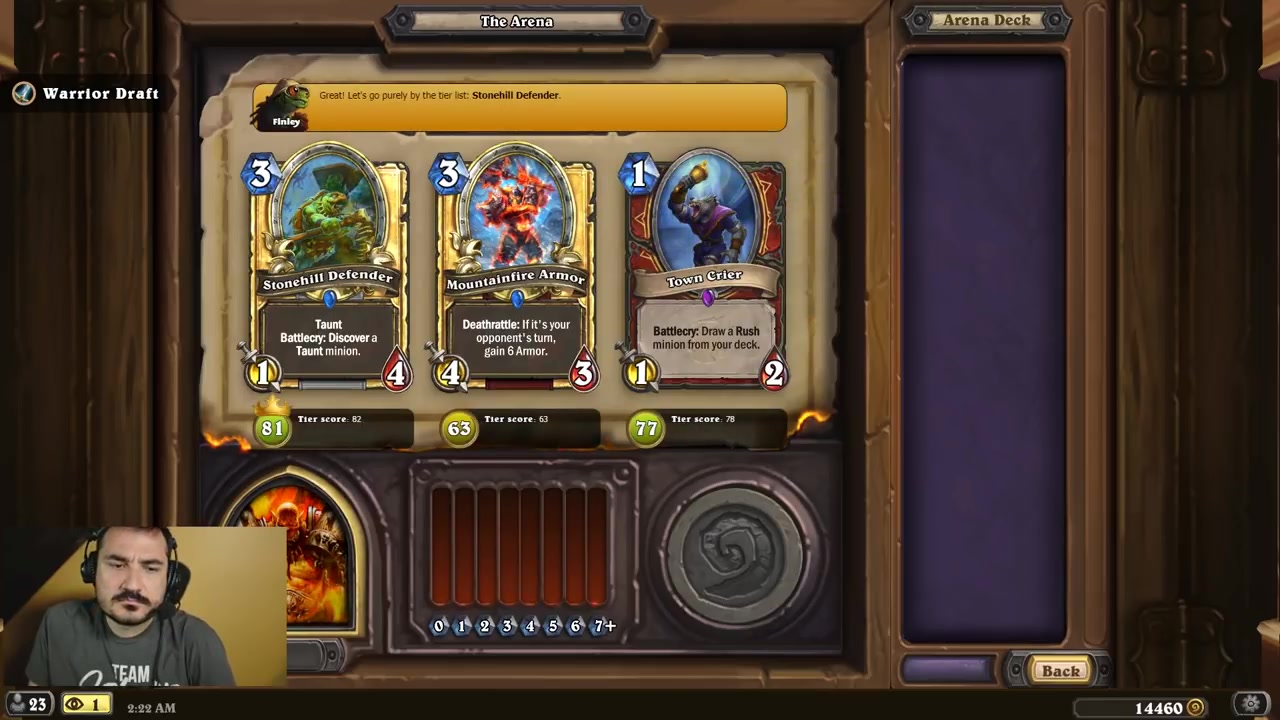 The Arena
Arena Deck
Warrior Draft
Great! Let's go purely by the tier list: Stonehill Defender.
Finley
3
3
1
Stonehill Defender
Mountainfire Armor
Town Crier
Taunt
Battlecry: Discover a
Taunt minion.
Deathrattle: If it's your
opponent's turn,
gain 6 Armor.
Battlecry: Draw a Rush
minion from your deck.
1
4
4
3
1
2
81
Tier score: 82
63
Tier score: 63
77
Tier score: 78
0 1 2 3 4 5 6 7+
TEAM
Back
23
1
2:22 AM
14460